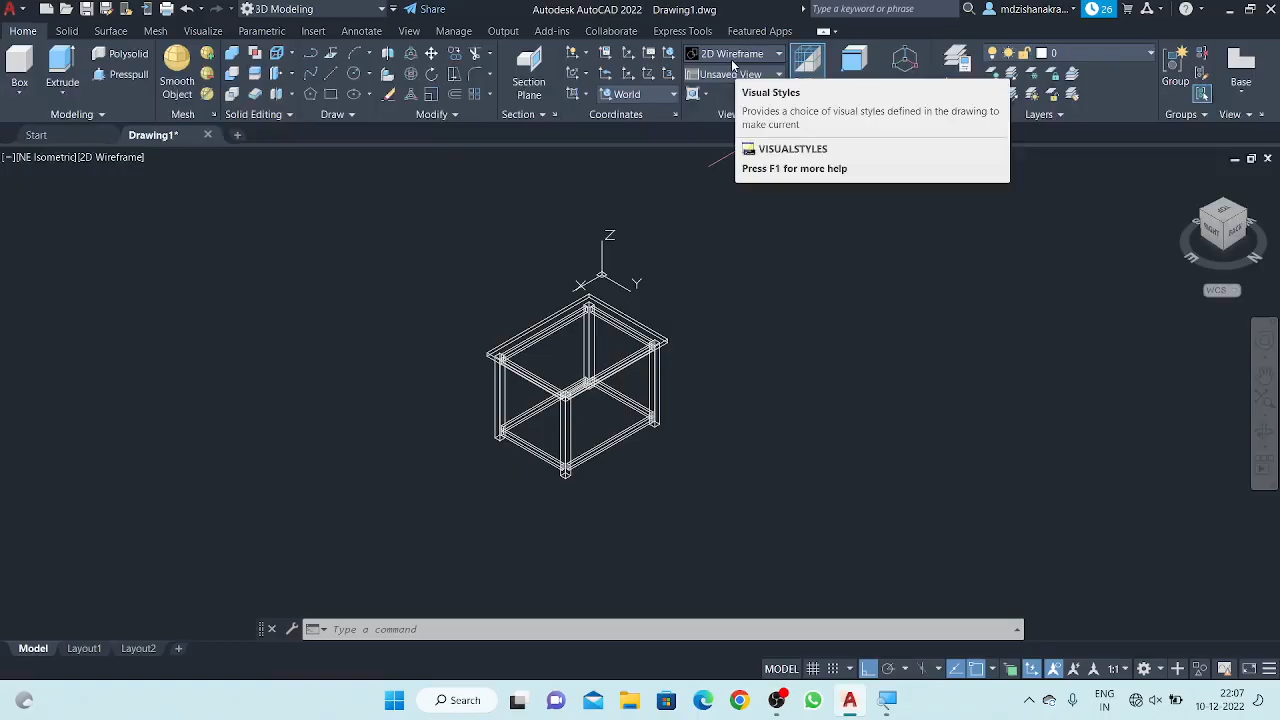 3D Modeling
Share
Autodesk AutoCAD 2022 Drawing1.dwg
Type a keyword or phrase
mdzishanakra...
26
Home Solid Surface Mesh Visualize Parametric Insert Annotate View Manage Output Add-ins Collaborate Express Tools Featured Apps
Box
Extrude
Polysolid
Presspull
Smooth
Object
Section
Plane
World
2D Wireframe
Unsaved View
0
Group
Base
Modeling
Mesh
Solid Editing
Draw
Modify
Section
Coordinates
Layers
Groups
View
Visual Styles
Provides a choice of visual styles defined in the drawing to
make current
VISUALSTYLES
Press F1 for more help
Start
Drawing1*
[−][NE Isometric][2D Wireframe]
Z
X
Y
TOP
RIGHT
BACK
N
WCS
Type a command
Model Layout1 Layout2
MODEL
1:1
Search
ENG
IN
22:07
10-12-2022